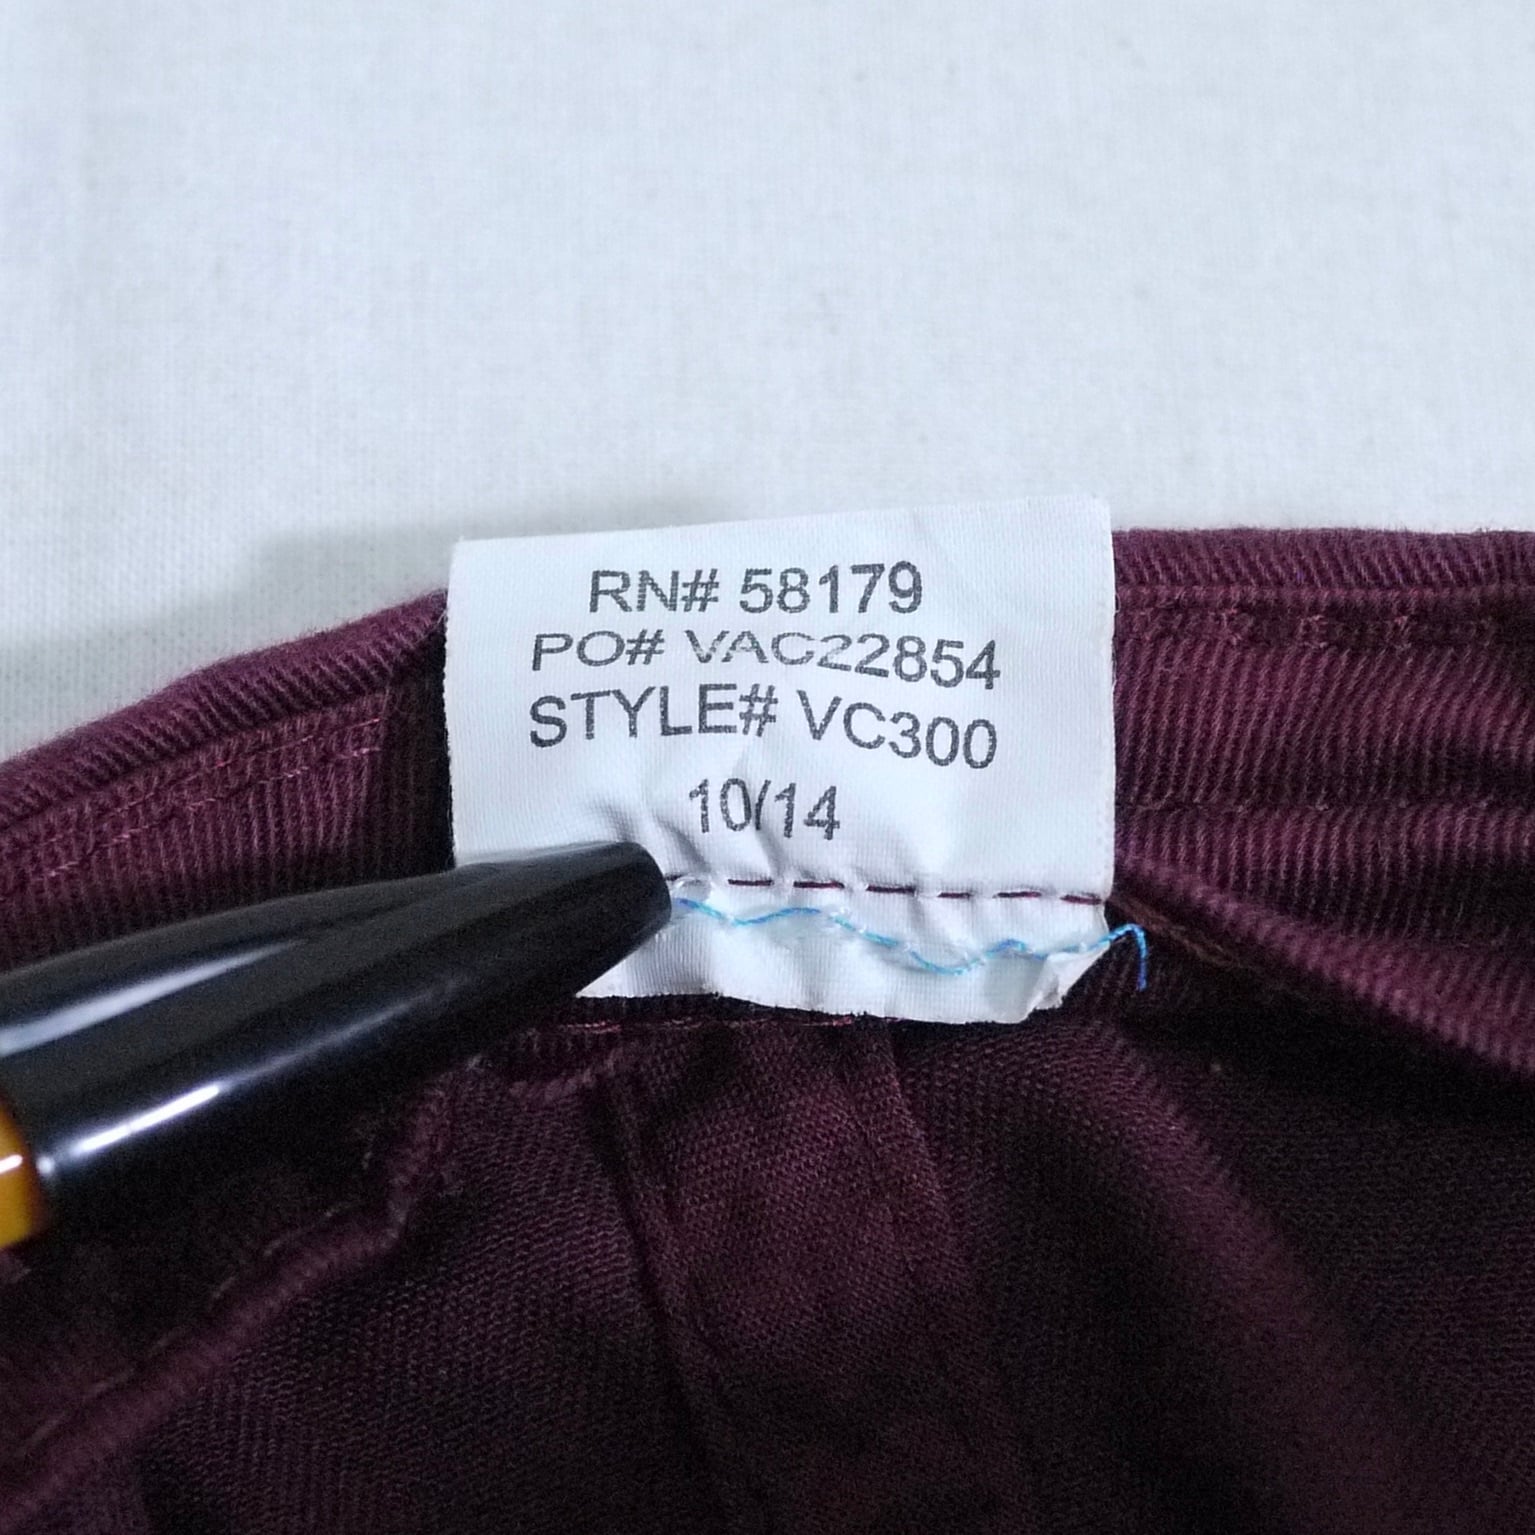 RN# 58179
PO# VAC22854
STYLE# VC300
10/14